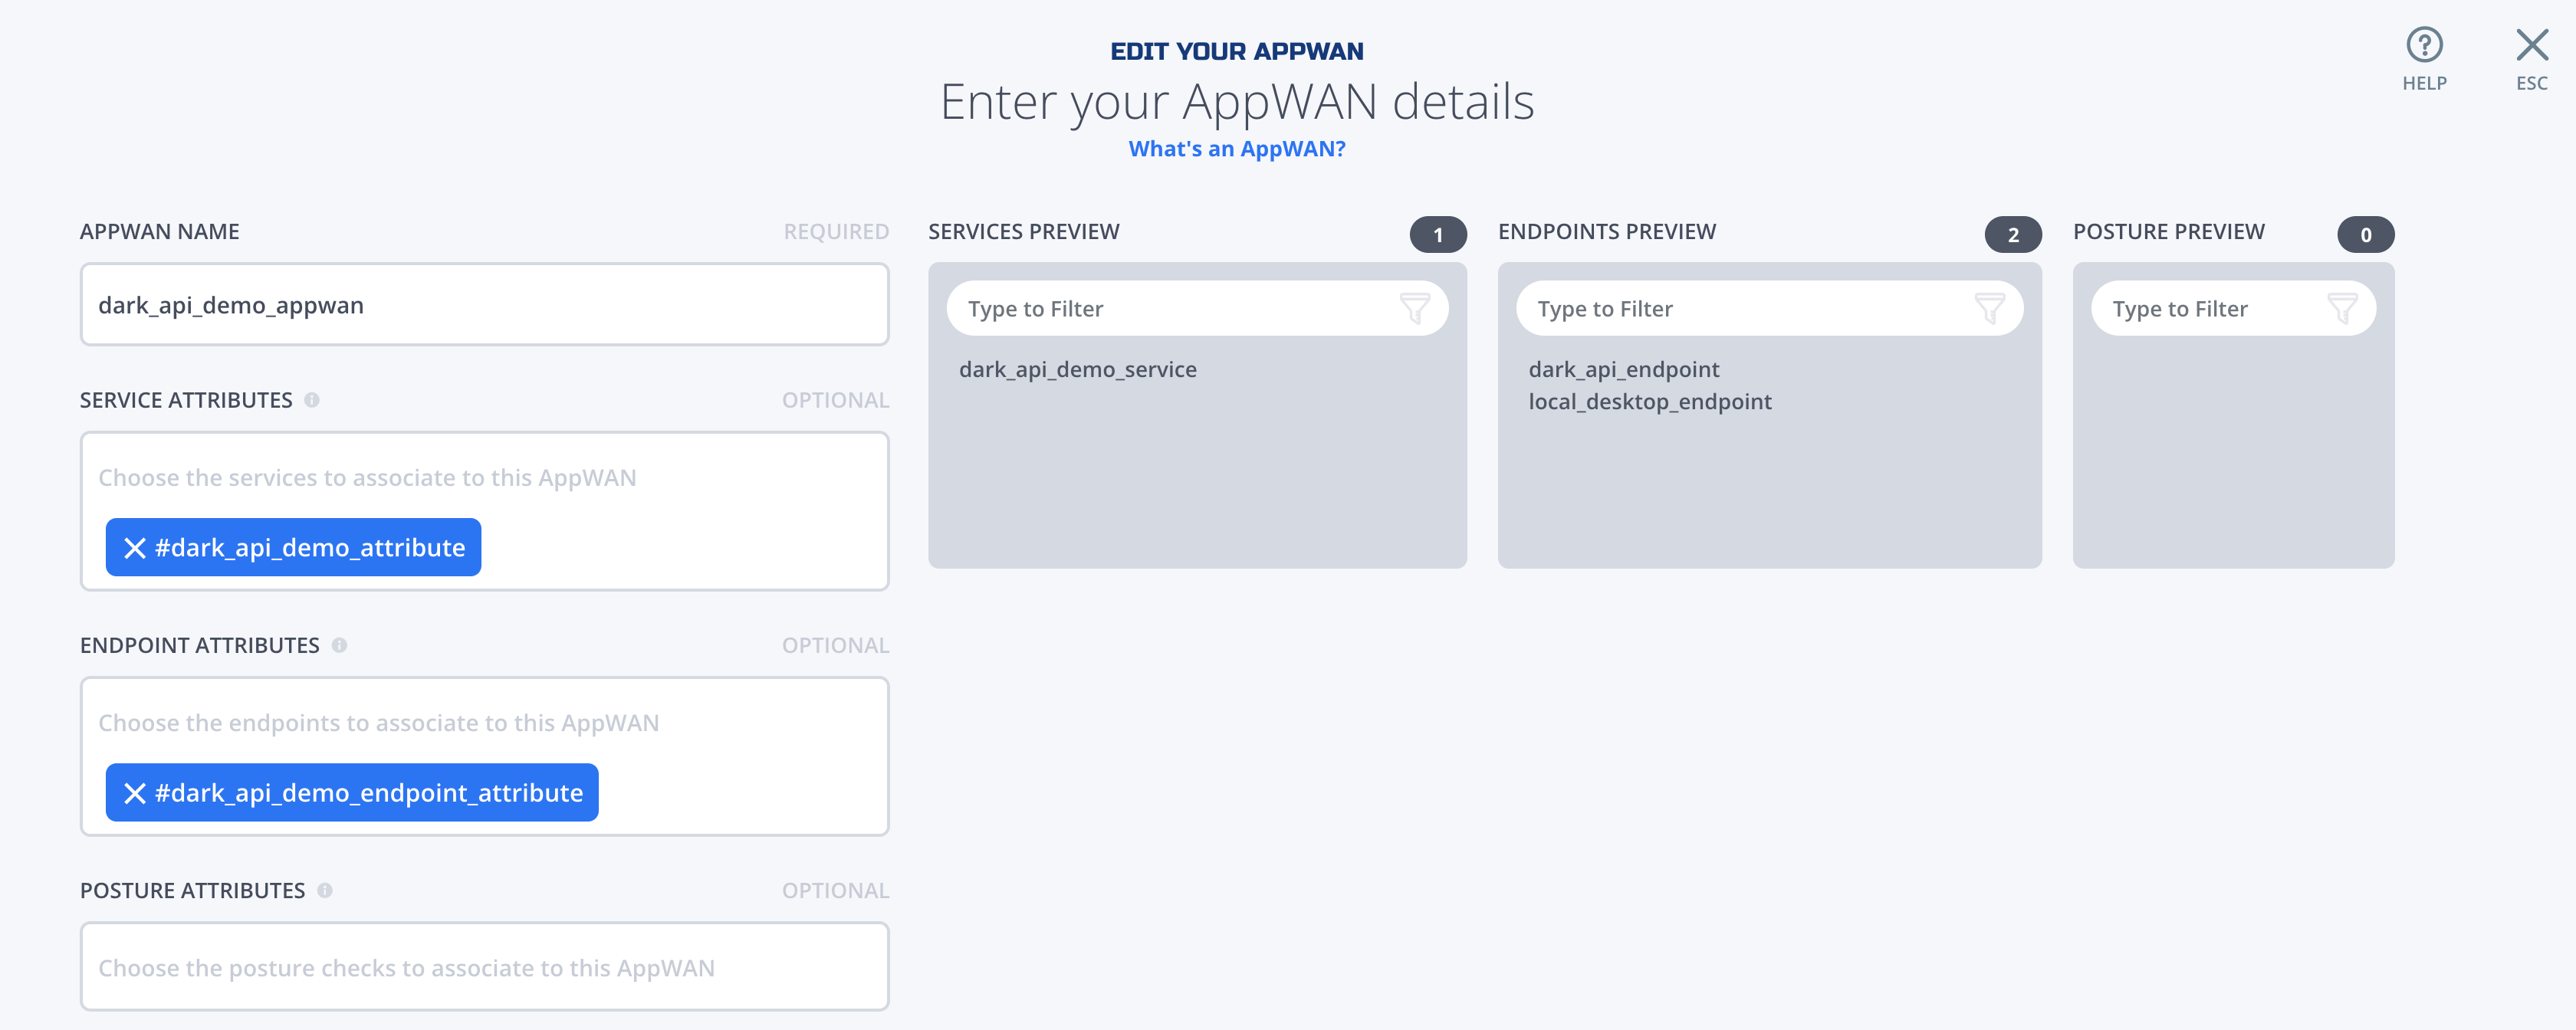 EDIT YOUR APPWAN
Enter your AppWAN details
What's an AppWAN?
HELP
ESC
APPWAN NAME
REQUIRED
dark_api_demo_appwan
SERVICE ATTRIBUTES
OPTIONAL
Choose the services to associate to this AppWAN
#dark_api_demo_attribute
ENDPOINT ATTRIBUTES
OPTIONAL
Choose the endpoints to associate to this AppWAN
#dark_api_demo_endpoint_attribute
POSTURE ATTRIBUTES
OPTIONAL
Choose the posture checks to associate to this AppWAN
SERVICES PREVIEW
1
Type to Filter
dark_api_demo_service
ENDPOINTS PREVIEW
2
Type to Filter
dark_api_endpoint
local_desktop_endpoint
POSTURE PREVIEW
0
Type to Filter